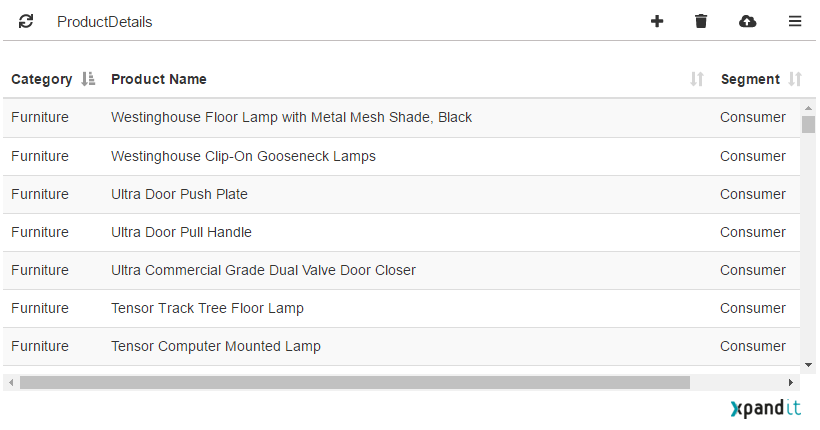 ProductDetails
Category Product Name Segment
Furniture Westinghouse Floor Lamp with Metal Mesh Shade, Black Consumer
Furniture Westinghouse Clip-On Gooseneck Lamps Consumer
Furniture Ultra Door Push Plate Consumer
Furniture Ultra Door Pull Handle Consumer
Furniture Ultra Commercial Grade Dual Valve Door Closer Consumer
Furniture Tensor Track Tree Floor Lamp Consumer
Furniture Tensor Computer Mounted Lamp Consumer
xpandit